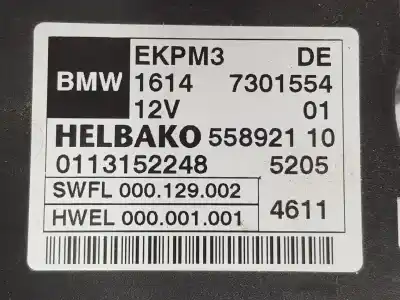 BMW EKPM3 DE
1614 7301554
12V 01
HELBAKO 558921 10
0113152248 5205
SWFL 000.129.002
HWEL 000.001.001 4611